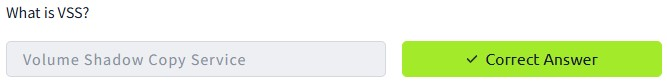 What is VSS?
Volume Shadow Copy Service
Correct Answer